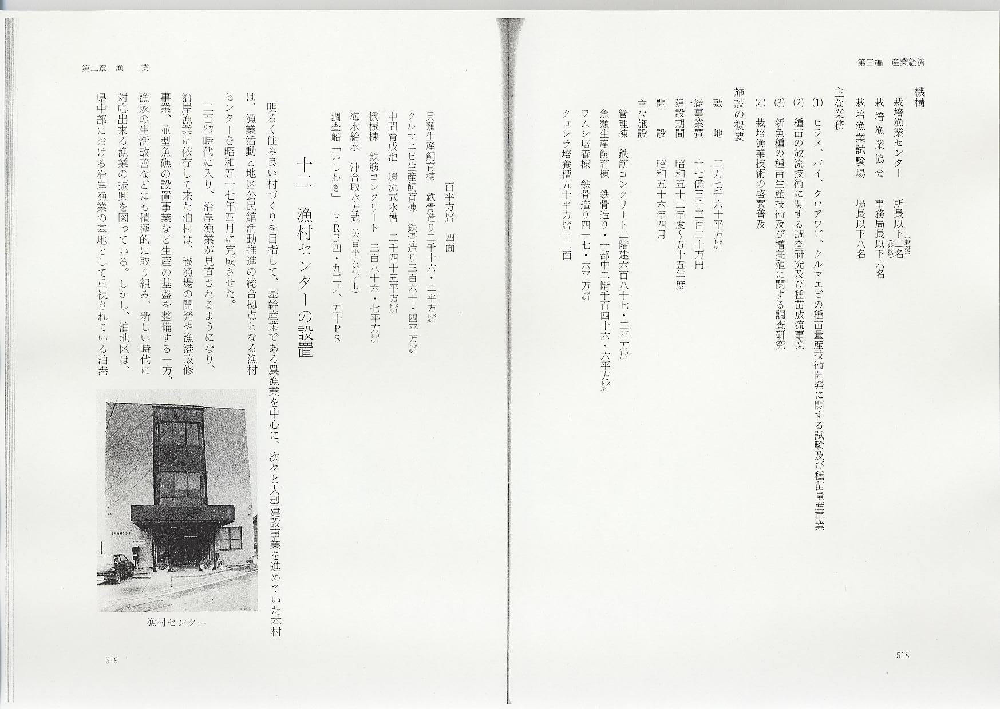 第三編　産業経済
機構
栽培漁業センター　所長以下二名（兼務）
栽培漁業協会　事務局長以下六名（兼務）
栽培漁業試験場　場長以下八名
主な業務
(1)　ヒラメ、バイ、クロアワビ、クルマエビの種苗量産技術開発に関する試験及び種苗量産事業
(2)　種苗の放流技術に関する調査研究及び種苗放流事業
(3)　新魚種の種苗生産技術及び増養殖に関する調査研究
(4)　栽培漁業技術の啓蒙普及
施設の概要
敷地　二万七千六十平方メートル
総事業費　十七億三千三百二十万円
建設期間　昭和五十三年度〜五十五年度
開設　昭和五十六年四月
主な施設
管理棟　鉄筋コンクリート二階建六百八十七・二平方メートル
魚類生産飼育棟　鉄骨造り・一部中二階千百四十六・六平方メートル
ワムシ培養棟　鉄骨造り四一七・六平方メートル
クロレラ培養槽五十平方メートル十二面
518
百平方メートル　四面
貝類生産飼育棟　鉄骨造り二千十六・二平方メートル
クルマエビ生産飼育棟　鉄骨造り三百六十・四平方メートル
中間育成池　環流式水槽　二千四十五平方メートル
機械棟　鉄筋コンクリート　三百八十六・七平方メートル
海水給水　沖合取水方式（六百平方メートル／ｈ）
調査船「いしわき」　ＦＲＰ四・九三トン、五十ＰＳ
十二　漁村センターの設置
明るく住み良い村づくりを目指して、基幹産業である農漁業を中心に、次々と大型建設事業を進めていた本村
は、漁業活動と地区公民館活動推進の総合拠点となる漁村
センターを昭和五十七年四月に完成させた。
二百カイリ時代に入り、沿岸漁業が見直されるようになり、
沿岸漁業に依存して来た泊村は、磯漁場の開発や漁港改修
事業、並型魚礁の設置事業など生産の基盤を整備する一方、
漁家の生活改善などにも積極的に取り組み、新しい時代に
対応出来る漁業の振興を図っている。しかし、泊地区は、
県中部における沿岸漁業の基地として重視されている泊港
漁村センター
第二章　漁　業
519